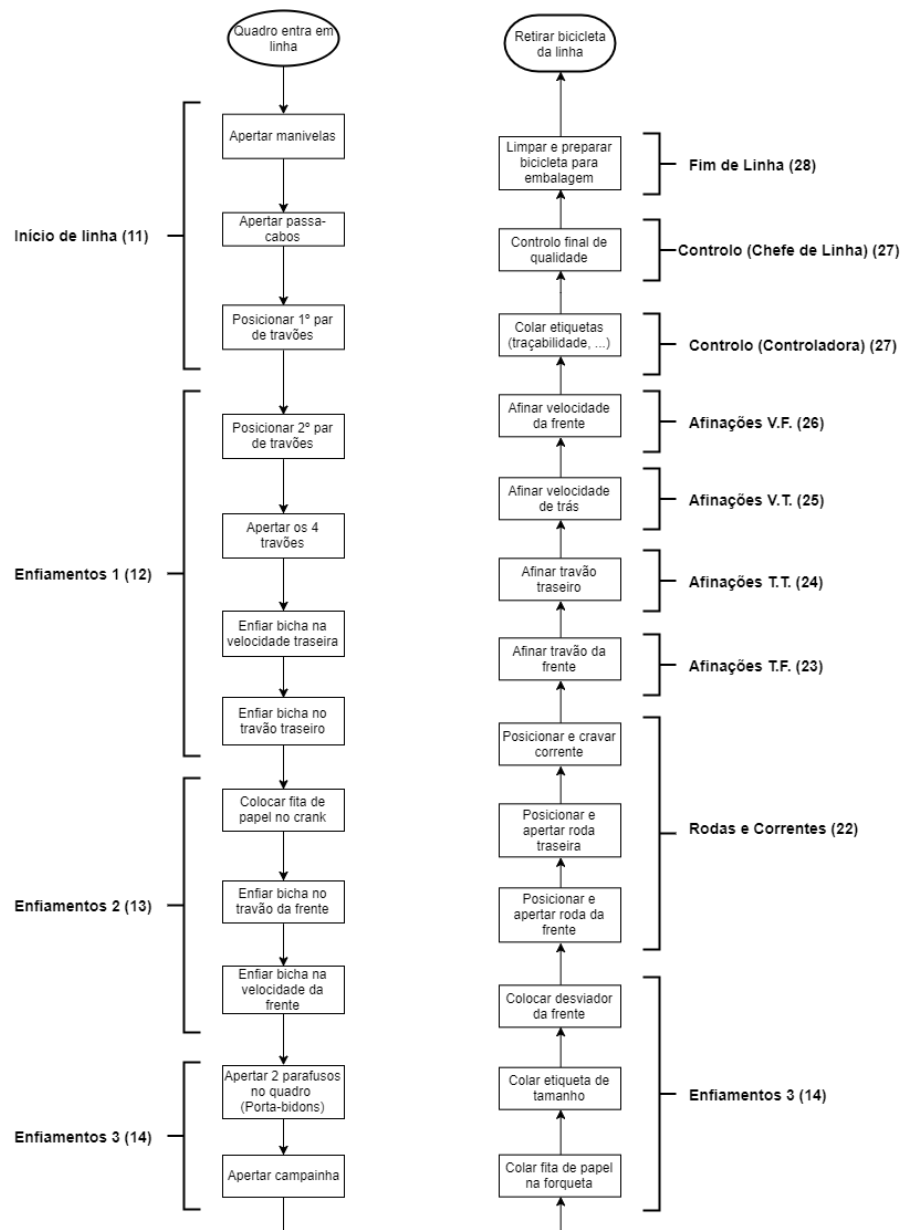 Quadro entra em
linha
Início de linha (11)
Apertar manivelas
Apertar passa-
cabos
Posicionar 1º par
de travões
Enfiamentos 1 (12)
Posicionar 2º par
de travões
Apertar os 4
travões
Enfiar bicha na
velocidade traseira
Enfiar bicha no
travão traseiro
Enfiamentos 2 (13)
Colocar fita de
papel no crank
Enfiar bicha no
travão da frente
Enfiar bicha na
velocidade da
frente
Enfiamentos 3 (14)
Apertar 2 parafusos
no quadro
(Porta-bidons)
Apertar campainha
Retirar bicicleta
da linha
Limpar e preparar
bicicleta para
embalagem
Fim de Linha (28)
Controlo final de
qualidade
Controlo (Chefe de Linha) (27)
Colar etiquetas
(traçabilidade, ...)
Controlo (Controladora) (27)
Afinar velocidade
da frente
Afinações V.F. (26)
Afinar velocidade
de trás
Afinações V.T. (25)
Afinar travão
traseiro
Afinações T.T. (24)
Afinar travão da
frente
Afinações T.F. (23)
Posicionar e cravar
corrente
Posicionar e
apertar roda
traseira
Rodas e Correntes (22)
Posicionar e
apertar roda da
frente
Colocar desviador
da frente
Colar etiqueta de
tamanho
Enfiamentos 3 (14)
Colar fita de papel
na forqueta